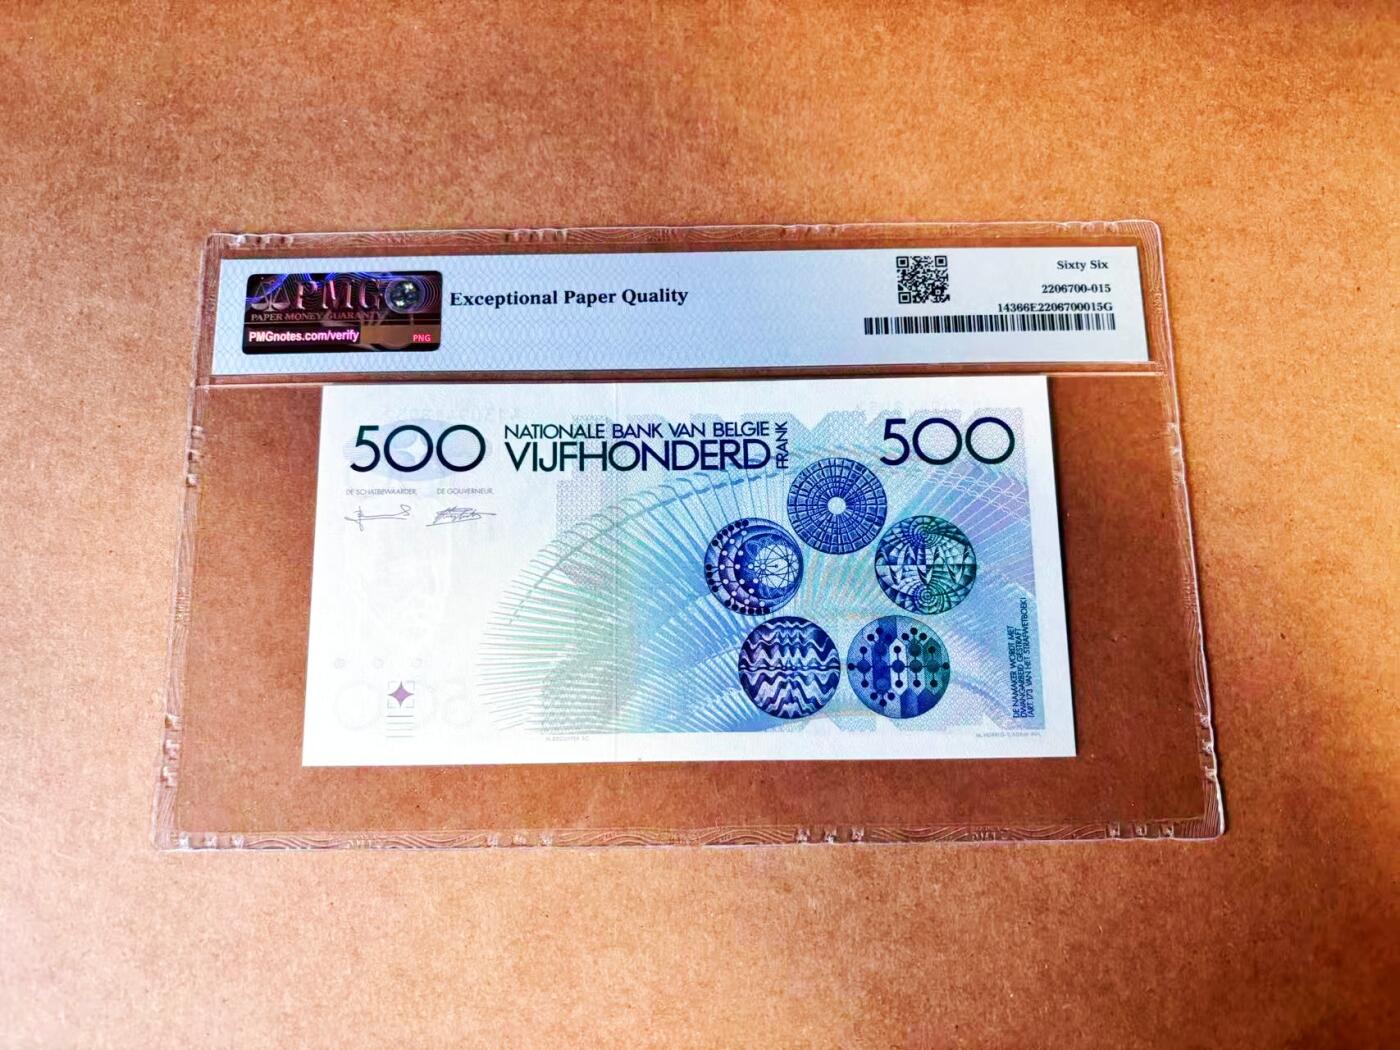 PMG
PAPER MONEY GUARANTY
PMGnotes.com/verify
PNG
Exceptional Paper Quality
Sixty Six
2206700-015
14366E2206700015G
500
NATIONALE BANK VAN BELGIE
VIJFHONDERD
FRANK
500
DE SCHATBEWAARDER,
DE GOUVERNEUR,
DE NAMAKER WORDT MET
DWANGARBEID GESTRAFT
(ART. 173 VAN HET STRAFWETBOEK)